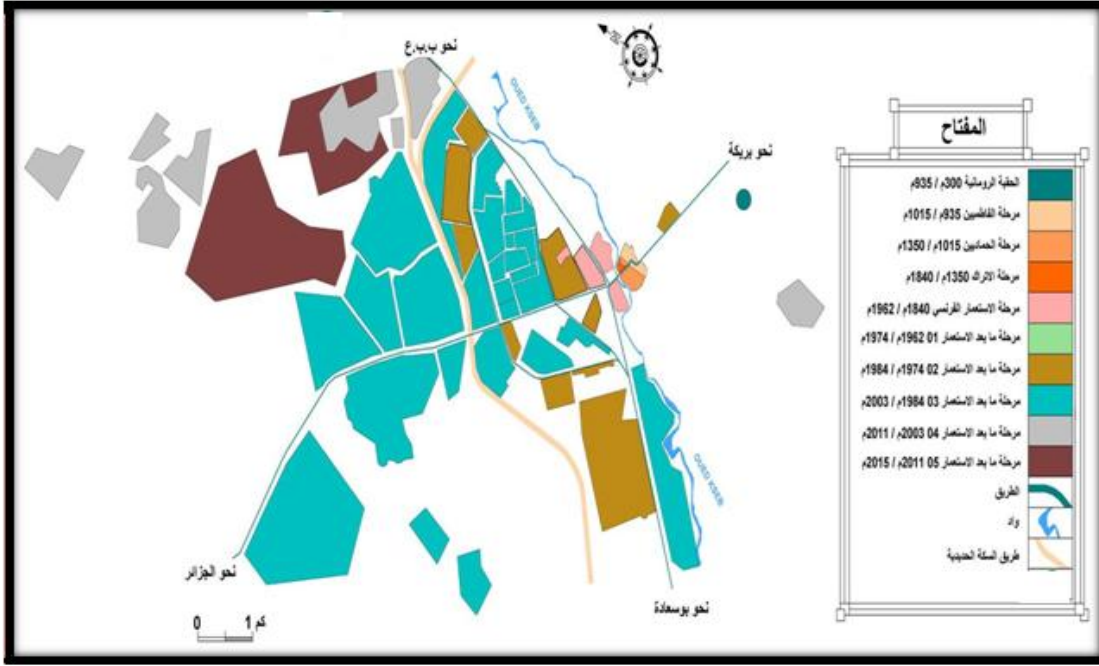 نحو ب.ب.ع
OUED KSEB
نحو بريكة
المفتاح
الحقبة الرومانية 300م / 935م
مرحلة الفاطميين 935م / 1015م
مرحلة الحماديين 1015م / 1350م
مرحلة الاتراك 1350م / 1840م
مرحلة الاستعمار الفرنسي 1840م / 1962م
مرحلة ما بعد الاستعمار 01 1962م / 1974م
مرحلة ما بعد الاستعمار 02 1974م / 1984م
مرحلة ما بعد الاستعمار 03 1984م / 2003م
مرحلة ما بعد الاستعمار 04 2003م / 2011م
مرحلة ما بعد الاستعمار 05 2011م / 2015م
الطريق
واد
طريق السكة الحديدية
OUED KSEB
نحو الجزائر
نحو بوسعادة
0 1 كم